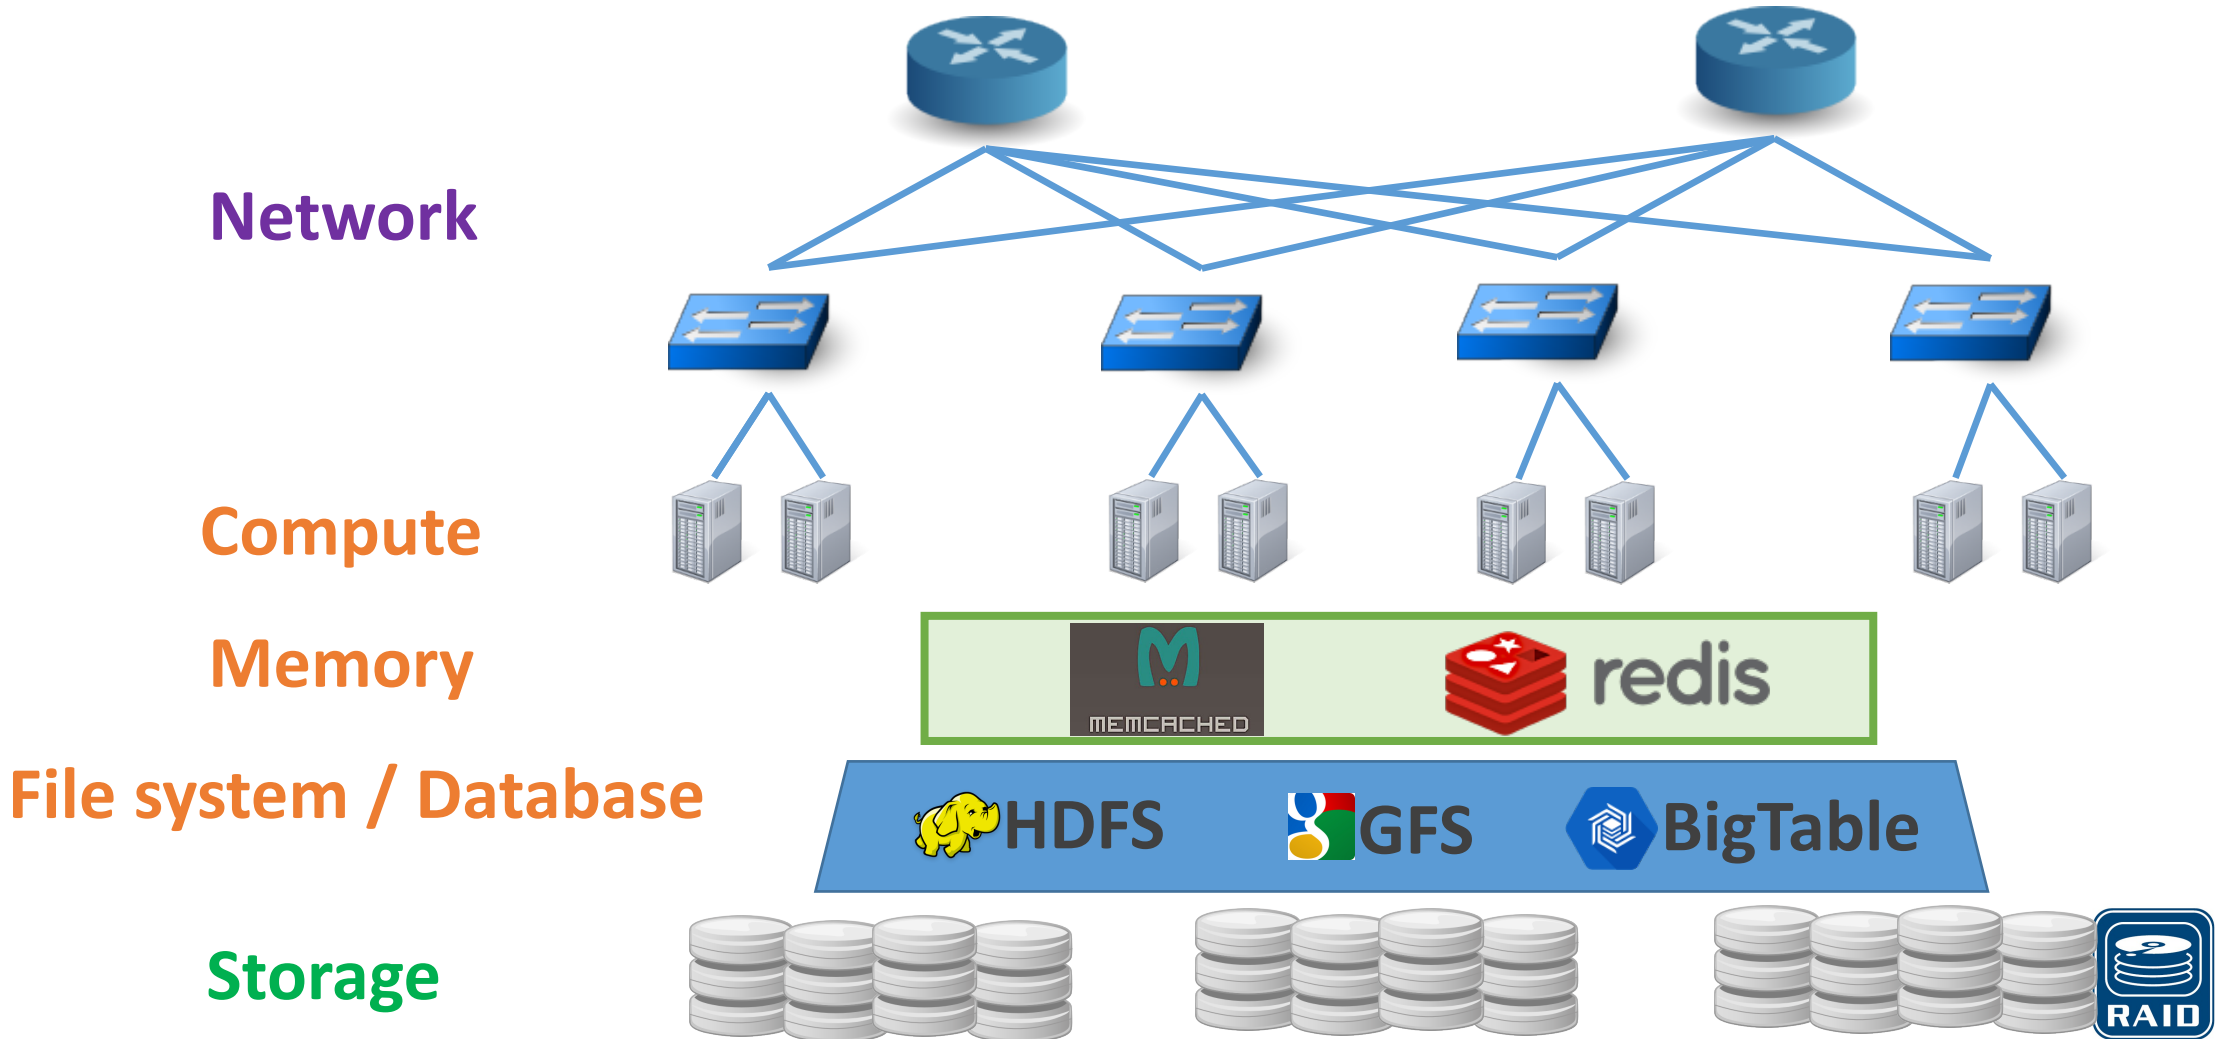 Network
Compute
Memory
MEMCACHED
redis
File system / Database
HDFS
GFS
BigTable
Storage
RAID